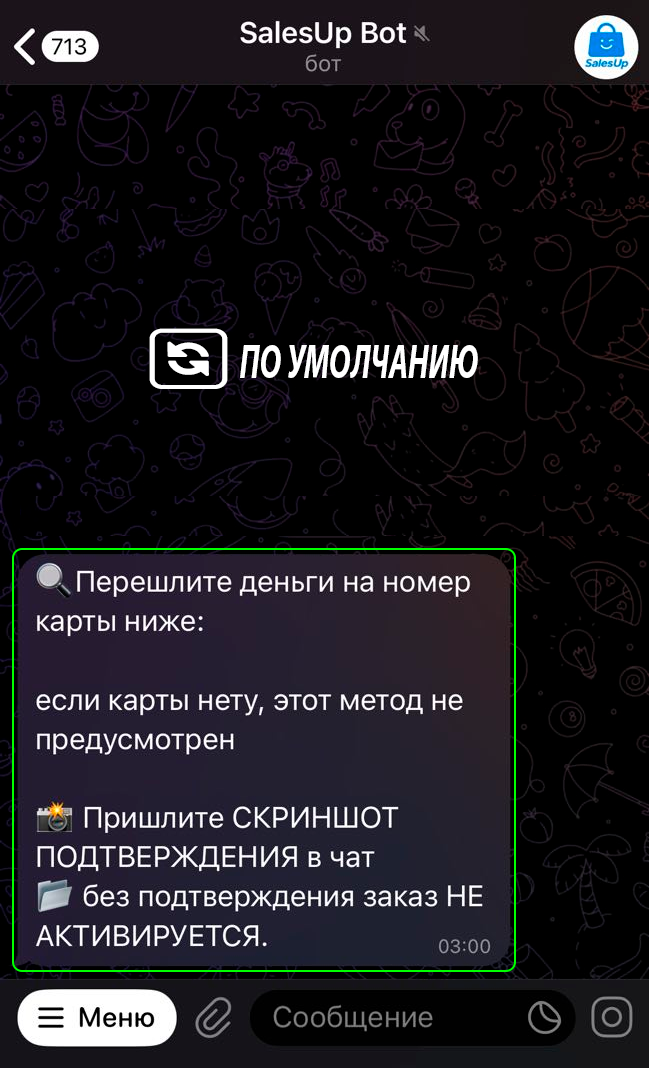 713
SalesUp Bot
бот
SalesUp
ПО УМОЛЧАНИЮ
🔍Перешлите деньги на номер
карты ниже:
если карты нету, этот метод не
предусмотрен
📸 Пришлите СКРИНШОТ
ПОДТВЕРЖДЕНИЯ в чат
📂 без подтверждения заказ НЕ
АКТИВИРУЕТСЯ.
03:00
Меню
Сообщение